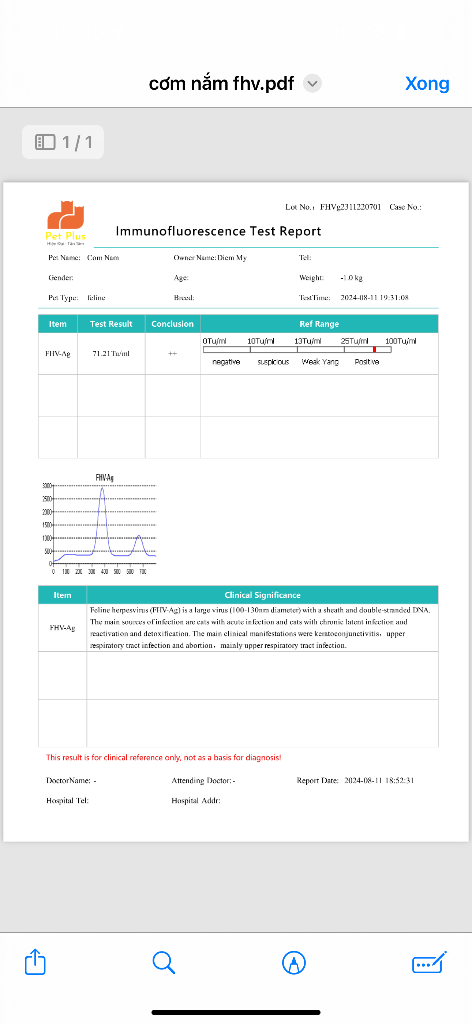 cơm nắm fhv.pdf
Xong
1/1
Lot No.: FHVg2311220701 Case No.:
Pet Plus
Immunofluorescence Test Report
Pet Name: Com Nam Owner Name: Diem My Tel:
Gender: Age: Weight: -1.0 kg
Pet Type: feline Breed: TestTime: 2024-08-11 19:31:08
Item Test Result Conclusion Ref Range
FHV-Ag 71.21Tu/ml ++
0Tu/ml 10Tu/ml 13Tu/ml 25Tu/ml 100Tu/ml
negative suspicious Weak Yang Positive
FHV-Ag
3000
2500
2000
1500
1000
500
0
0 100 200 300 400 500 600 700
Item Clinical Significance
FHV-Ag
Feline herpesvirus (FHV-Ag) is a large virus (100-130nm diameter) with a sheath and double-stranded DNA.
The main sources of infection are cats with acute infection and cats with chronic latent infection and
reactivation and detoxification. The main clinical manifestations were keratoconjunctivitis, upper
respiratory tract infection and abortion, mainly upper respiratory tract infection.
This result is for clinical reference only, not as a basis for diagnosis!
DoctorName: - Attending Doctor: - Report Date: 2024-08-11 18:52:31
Hospital Tel: Hospital Addr: